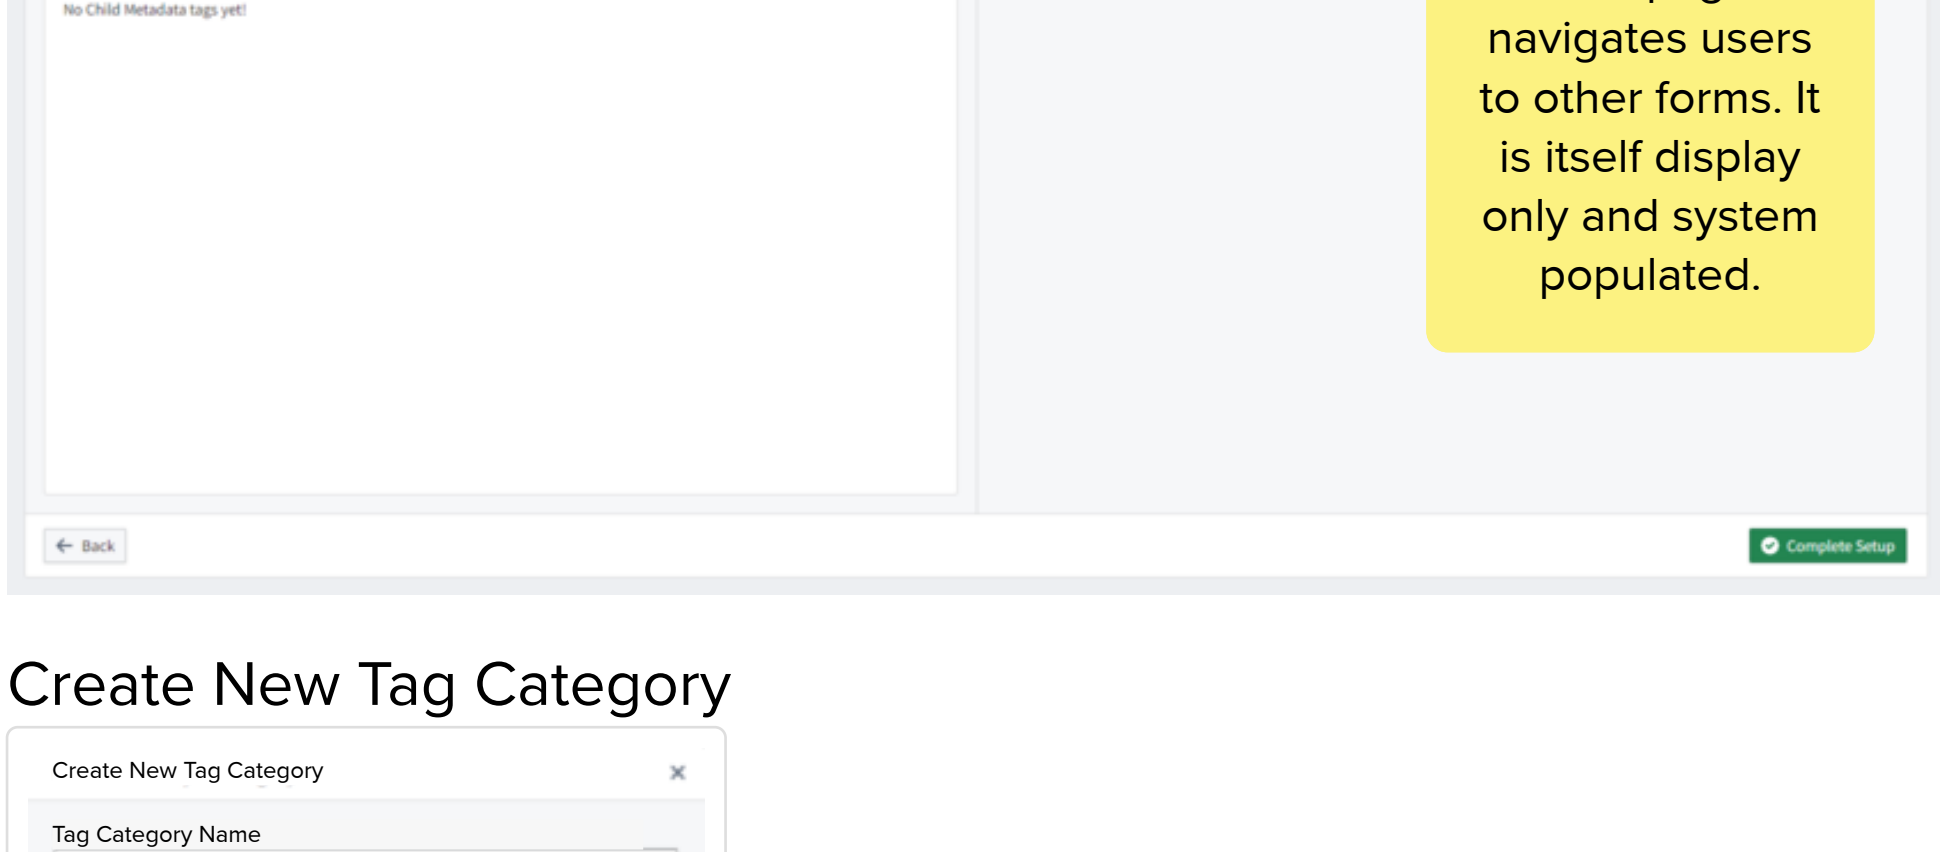 No Child Metadata tags yet!
navigates users
to other forms. It
is itself display
only and system
populated.
Back
Complete Setup
Create New Tag Category
Create New Tag Category
Tag Category Name